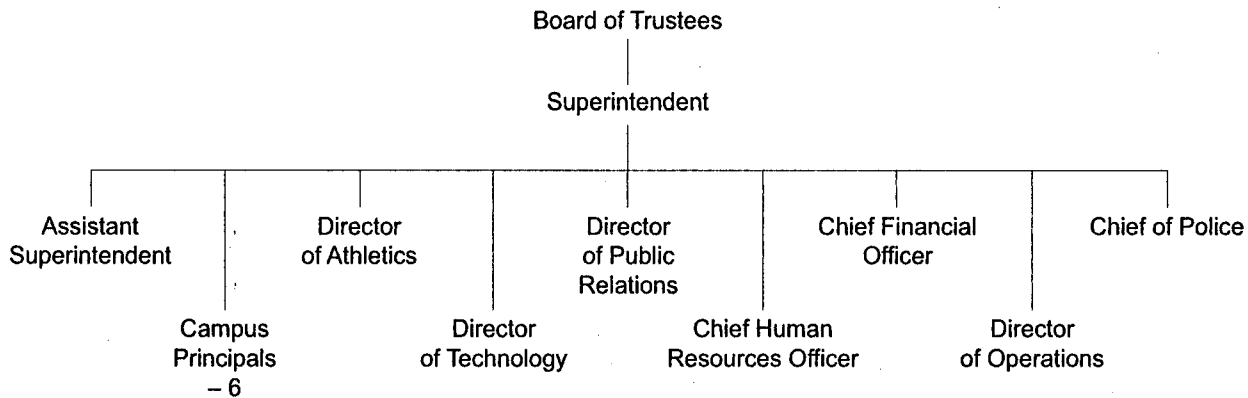 Board of Trustees
Superintendent
Assistant
Superintendent
Campus
Principals
– 6
Director
of Athletics
Director
of Technology
Director
of Public
Relations
Chief Human
Resources Officer
Chief Financial
Officer
Director
of Operations
Chief of Police